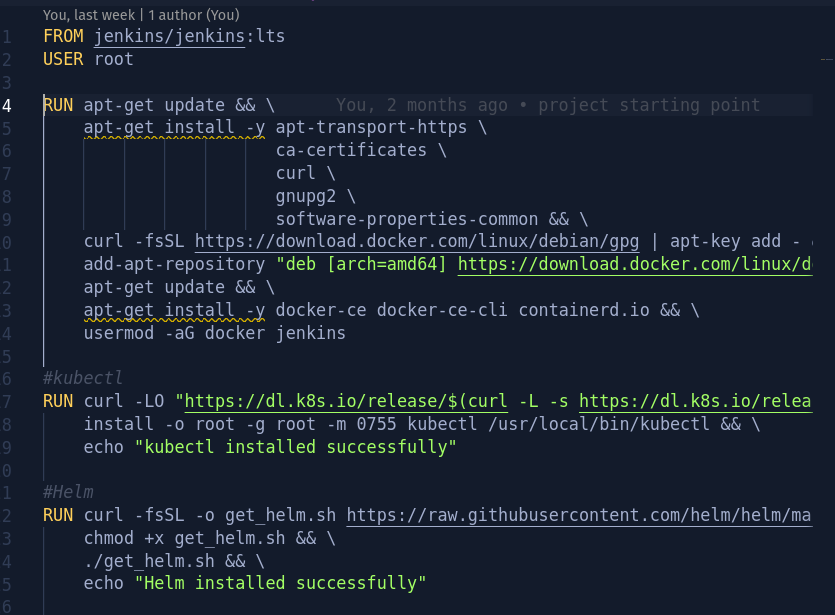 You, last week | 1 author (You)
1 FROM jenkins/jenkins:lts
2 USER root
3
4 RUN apt-get update && \ You, 2 months ago • project starting point
5 apt-get install -y apt-transport-https \
6 ca-certificates \
7 curl \
8 gnupg2 \
9 software-properties-common && \
0 curl -fsSL https://download.docker.com/linux/debian/gpg | apt-key add -
1 add-apt-repository "deb [arch=amd64] https://download.docker.com/linux/d
2 apt-get update && \
3 apt-get install -y docker-ce docker-ce-cli containerd.io && \
4 usermod -aG docker jenkins
5
6 #kubectl
7 RUN curl -LO "https://dl.k8s.io/release/$(curl -L -s https://dl.k8s.io/relea
8 install -o root -g root -m 0755 kubectl /usr/local/bin/kubectl && \
9 echo "kubectl installed successfully"
0
1 #Helm
2 RUN curl -fsSL -o get_helm.sh https://raw.githubusercontent.com/helm/helm/ma
3 chmod +x get_helm.sh && \
4 ./get_helm.sh && \
5 echo "Helm installed successfully"
6